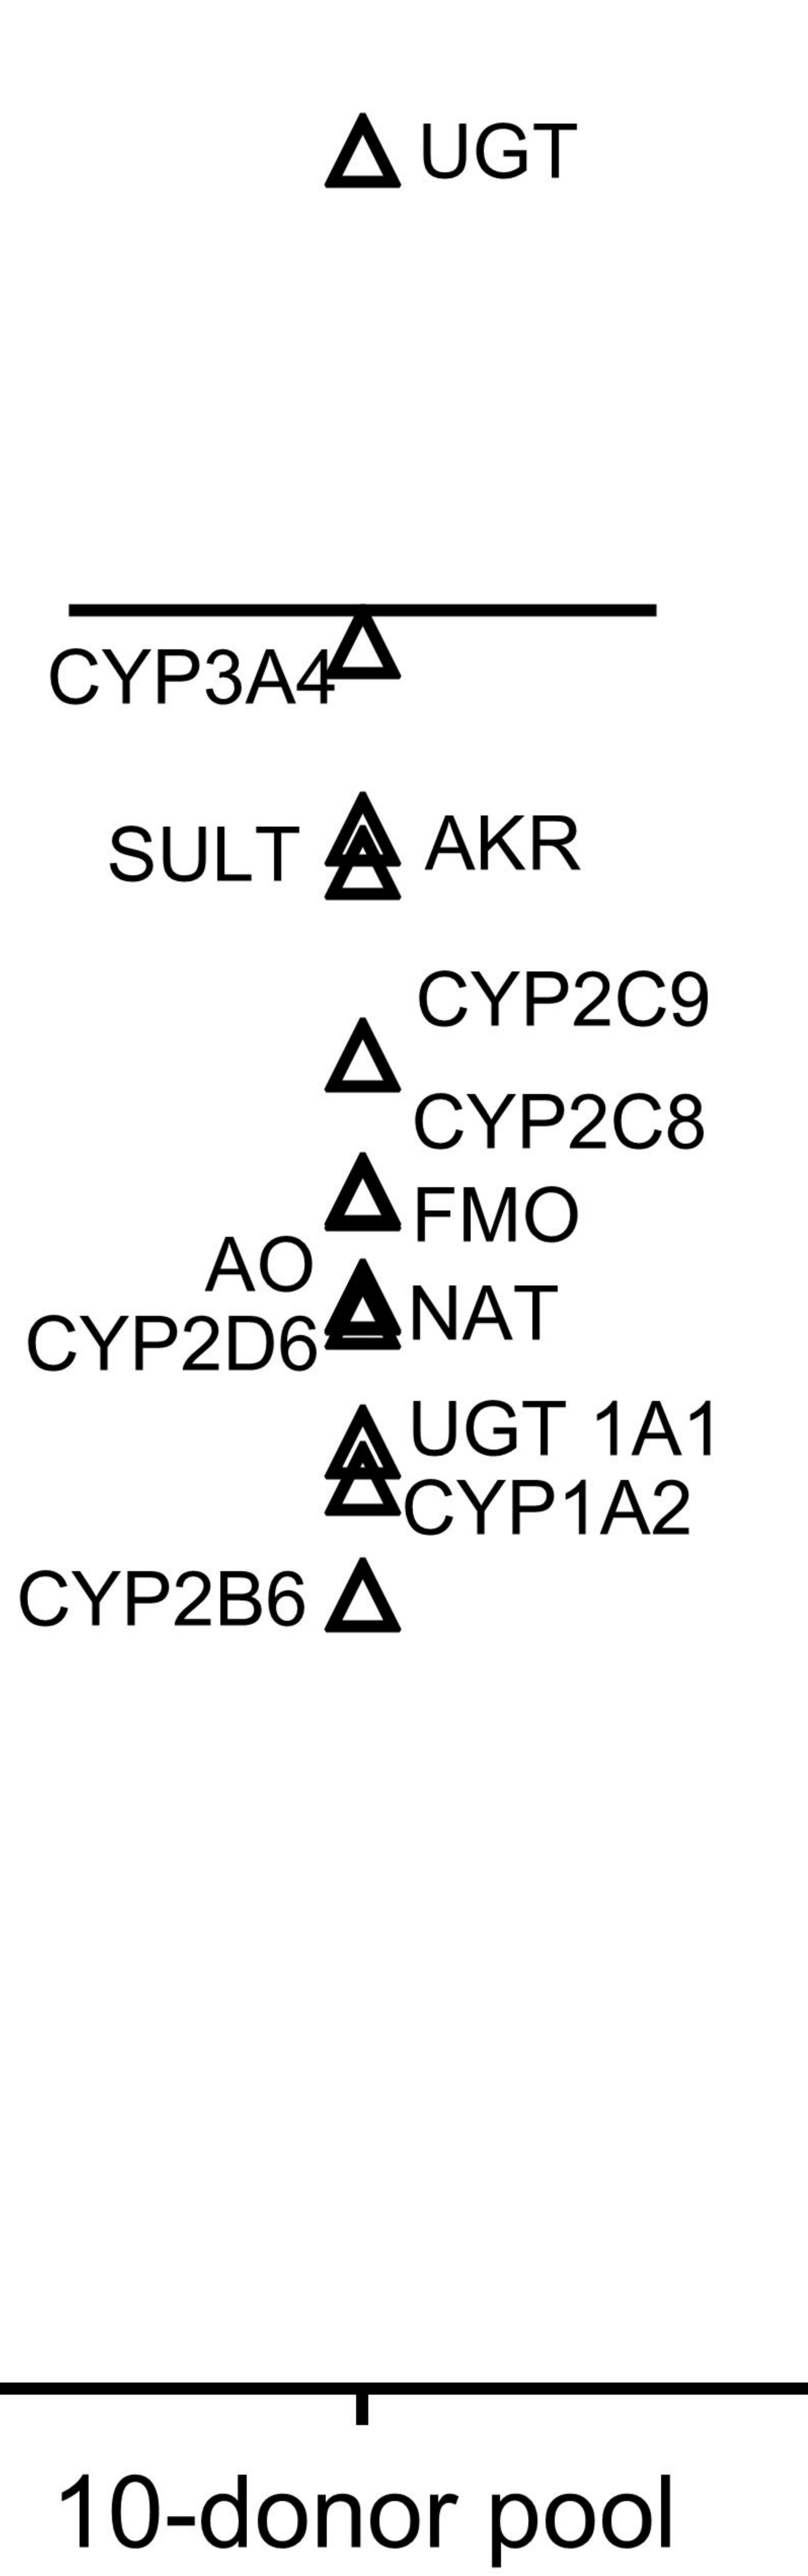 UGT
CYP3A4
SULT
AKR
CYP2C9
CYP2C8
FMO
AO
NAT
CYP2D6
UGT 1A1
CYP1A2
CYP2B6
10-donor pool